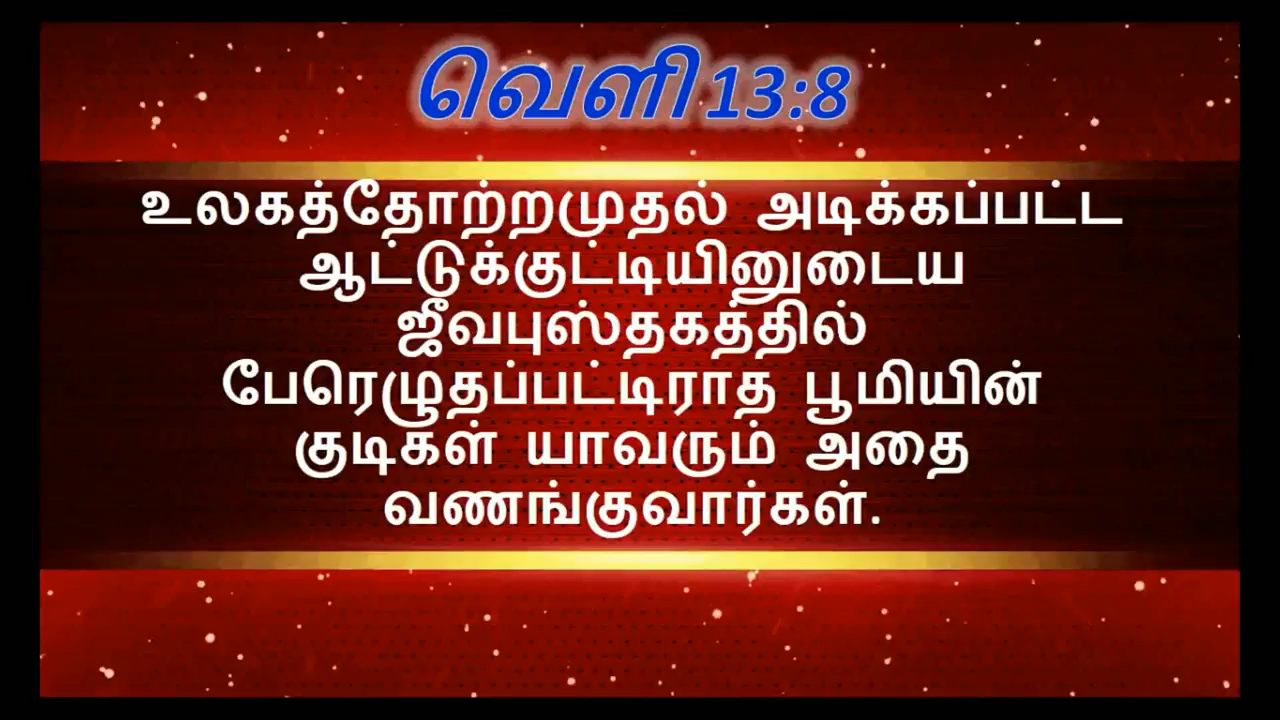 வெளி 13:8
உலகத்தோற்றமுதல் அடிக்கப்பட்ட
ஆட்டுக்குட்டியினுடைய
ஜீவபுஸ்தகத்தில்
பேரெழுதப்பட்டிராத பூமியின்
குடிகள் யாவரும் அதை
வணங்குவார்கள்.